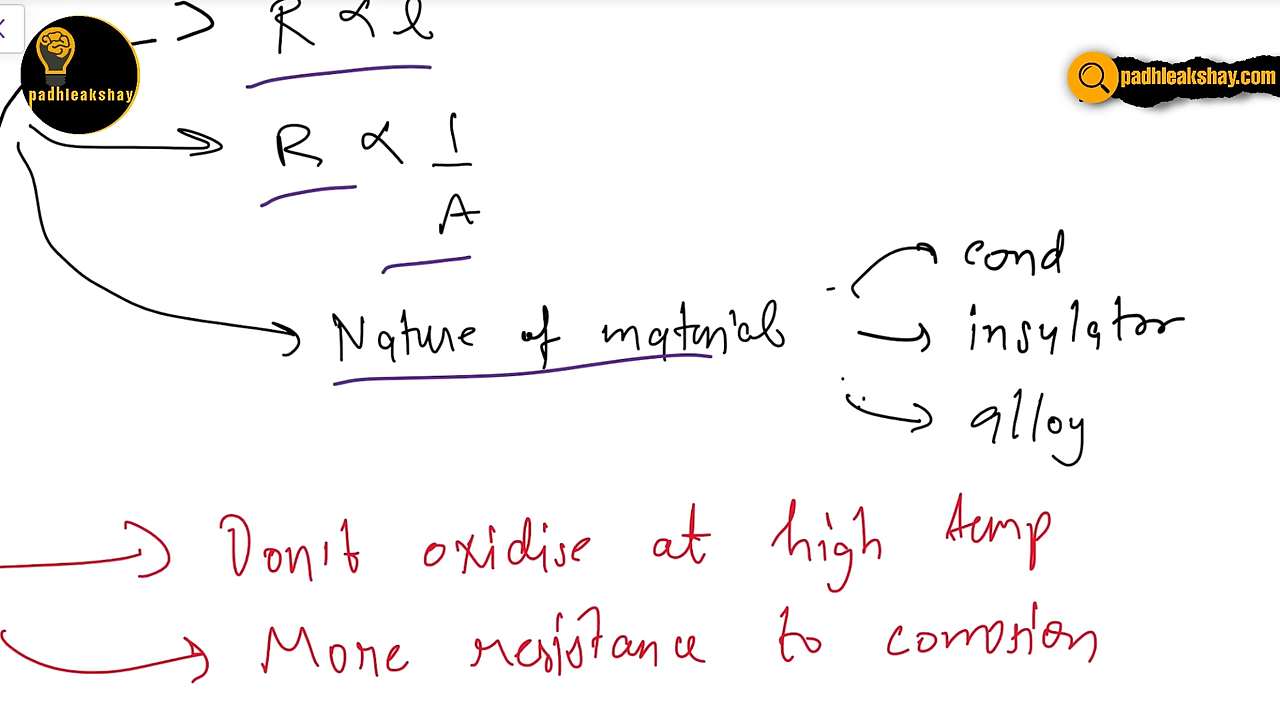 R ∝ l
padhleakshay
padhleakshay.com
R ∝ 1/A
Nature of material
cond
insulator
alloy
Don't oxidise at high temp
More resistance to corrosion